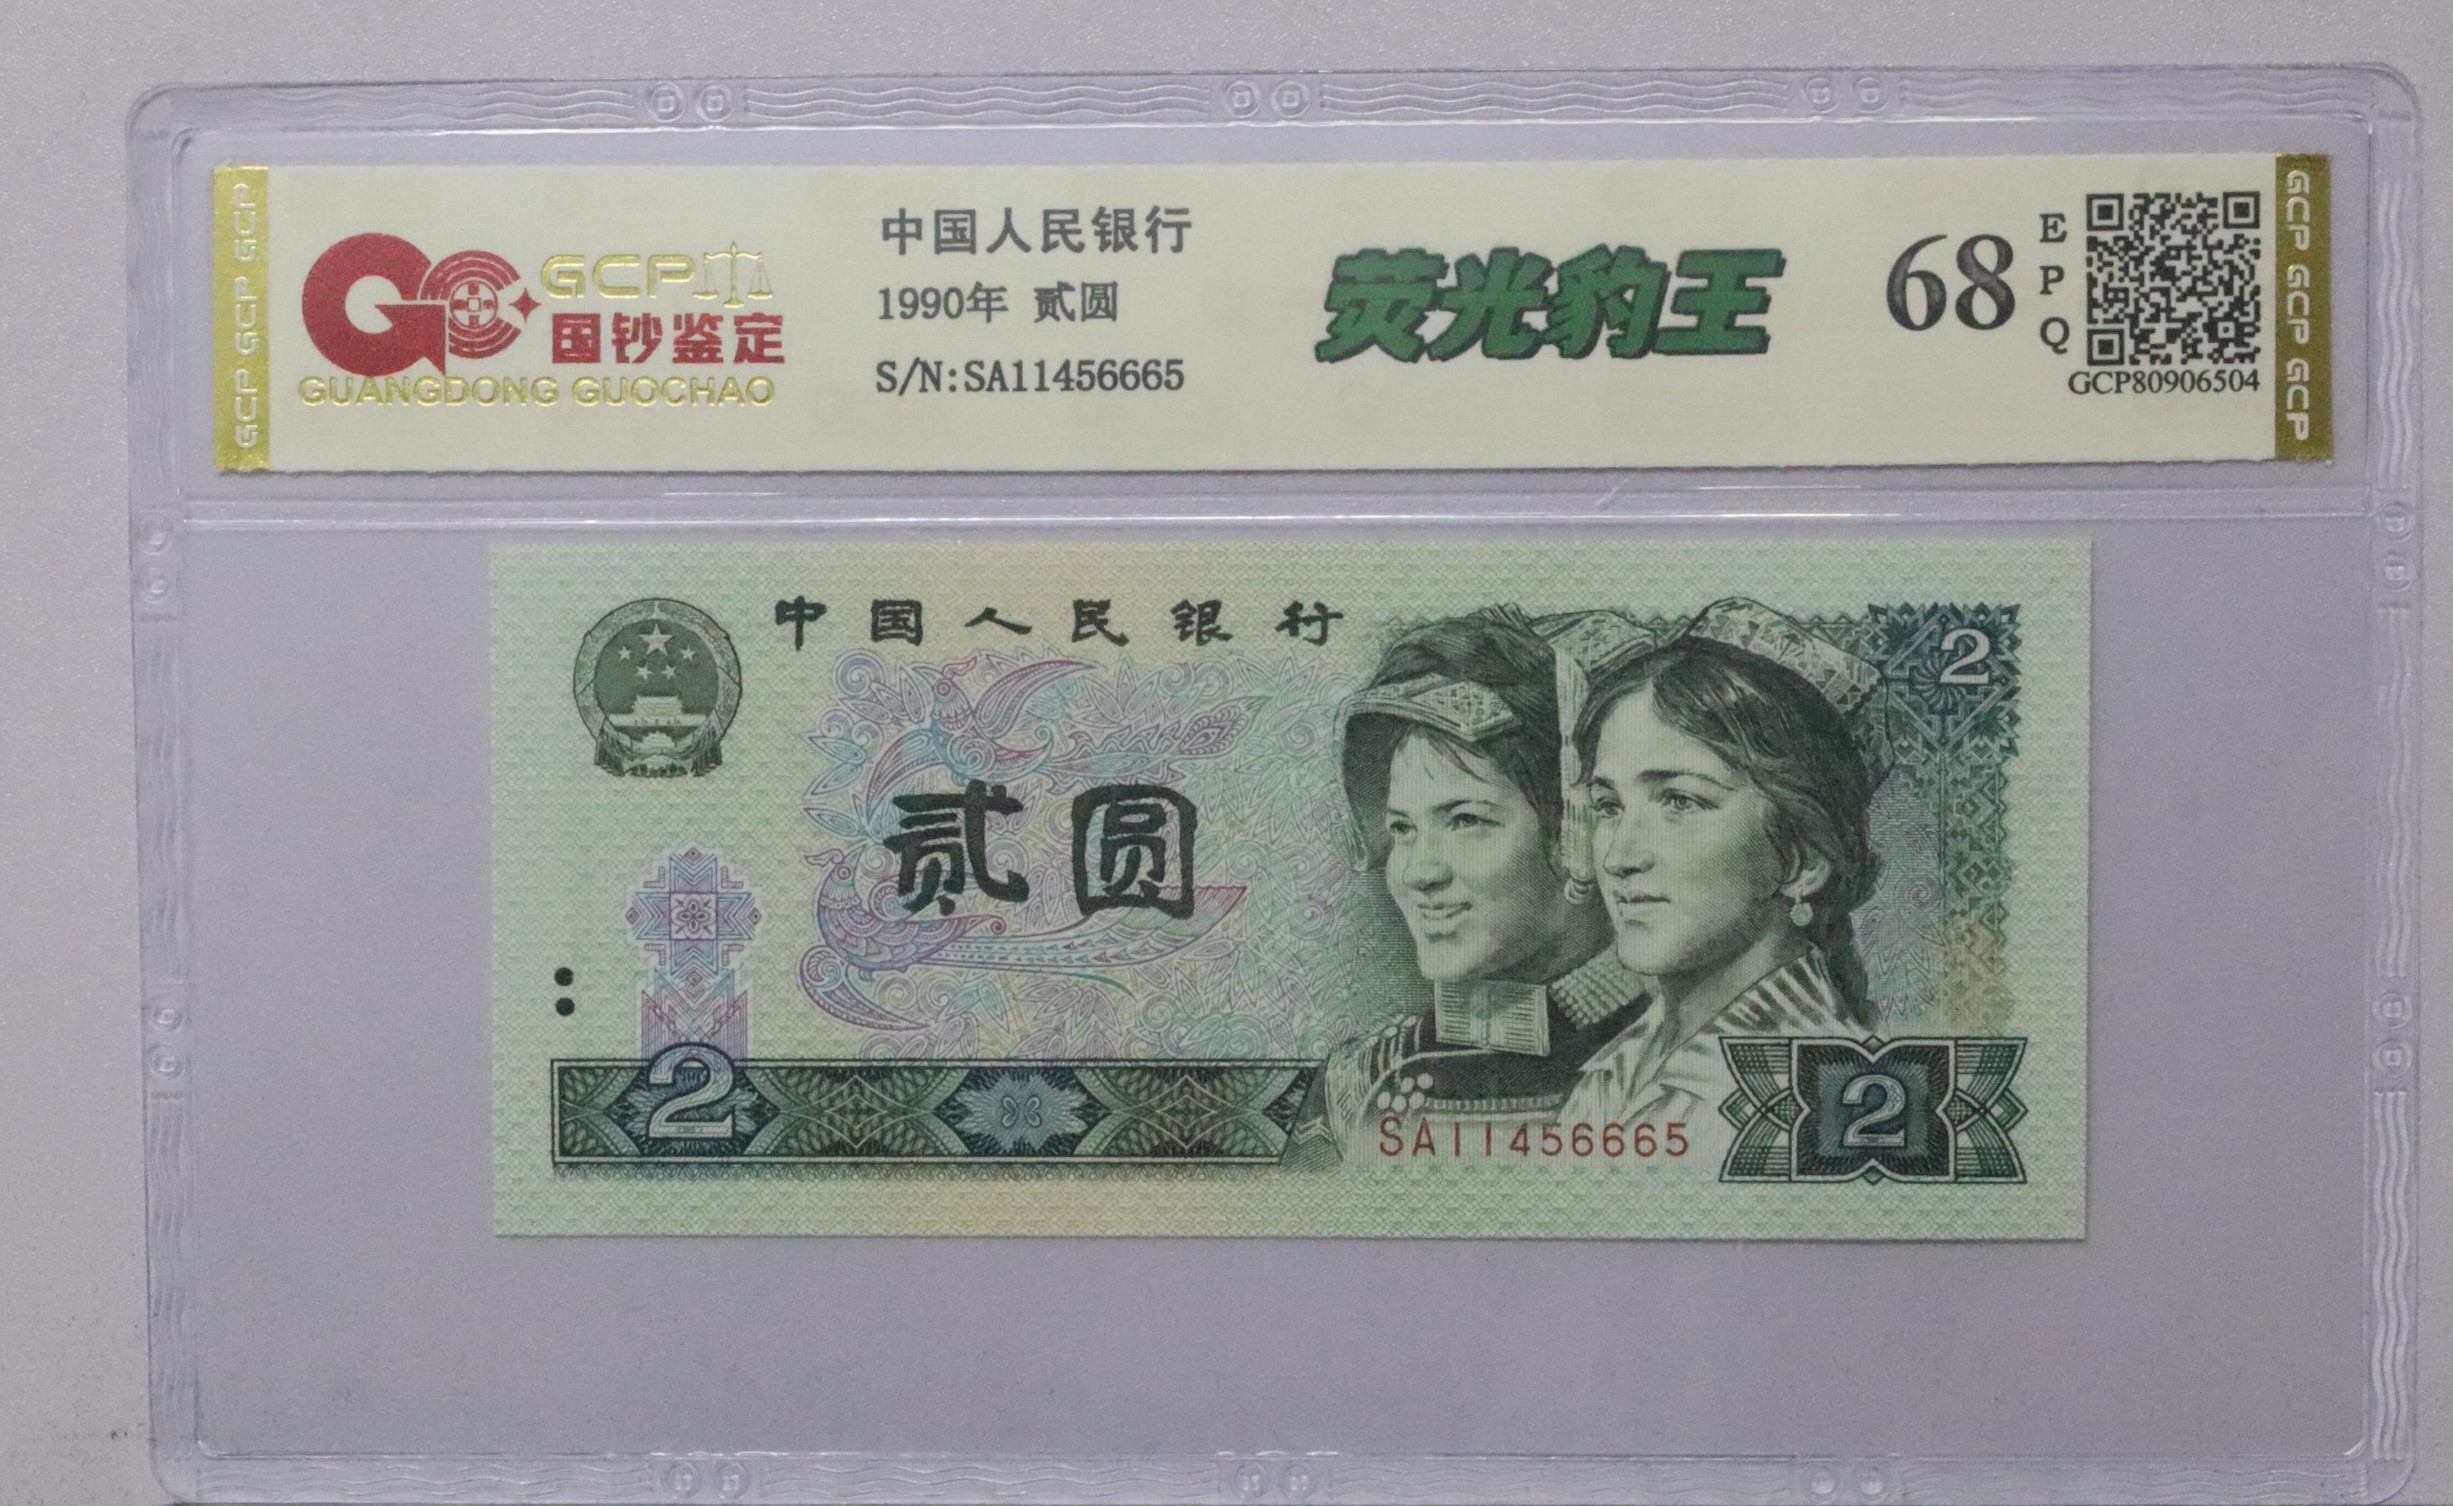 GCP GCP GCP
GCP
国钞鉴定
GUANGDONG GUOCHAO
中国人民银行
1990年 贰圆
S/N:SA11456665
荧光豹王
68
EPQ
GCP80906504
GCP GCP GCP
中国人民银行
2
贰圆
2
SA11456665
2